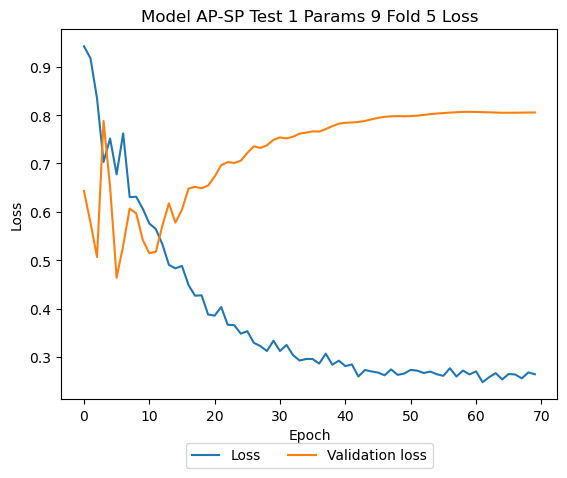 Model AP-SP Test 1 Params 9 Fold 5 Loss
0.9
0.8
0.7
0.6
0.5
0.4
0.3
Loss
0 10 20 30 40 50 60 70
Epoch
Loss Validation loss